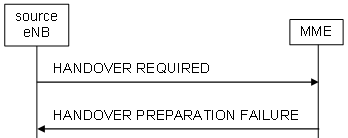 source
eNB
MME
HANDOVER REQUIRED
HANDOVER PREPARATION FAILURE